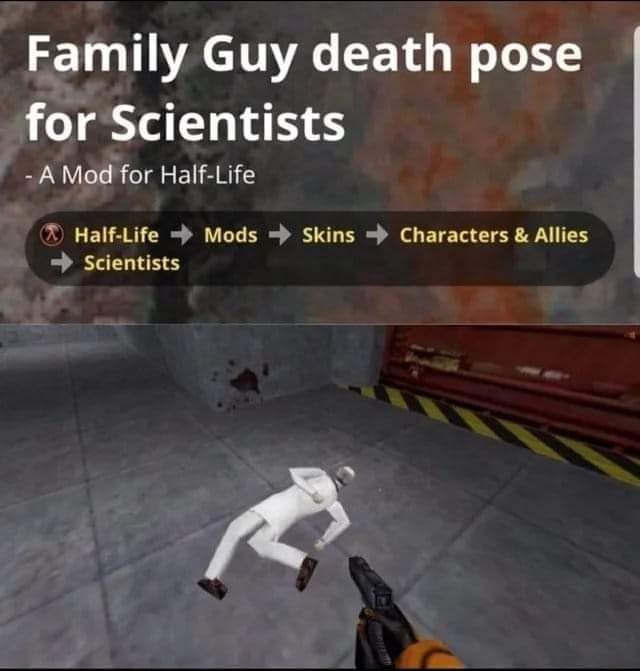 Family Guy death pose
for Scientists
- A Mod for Half-Life
Half-Life Mods Skins Characters & Allies
Scientists